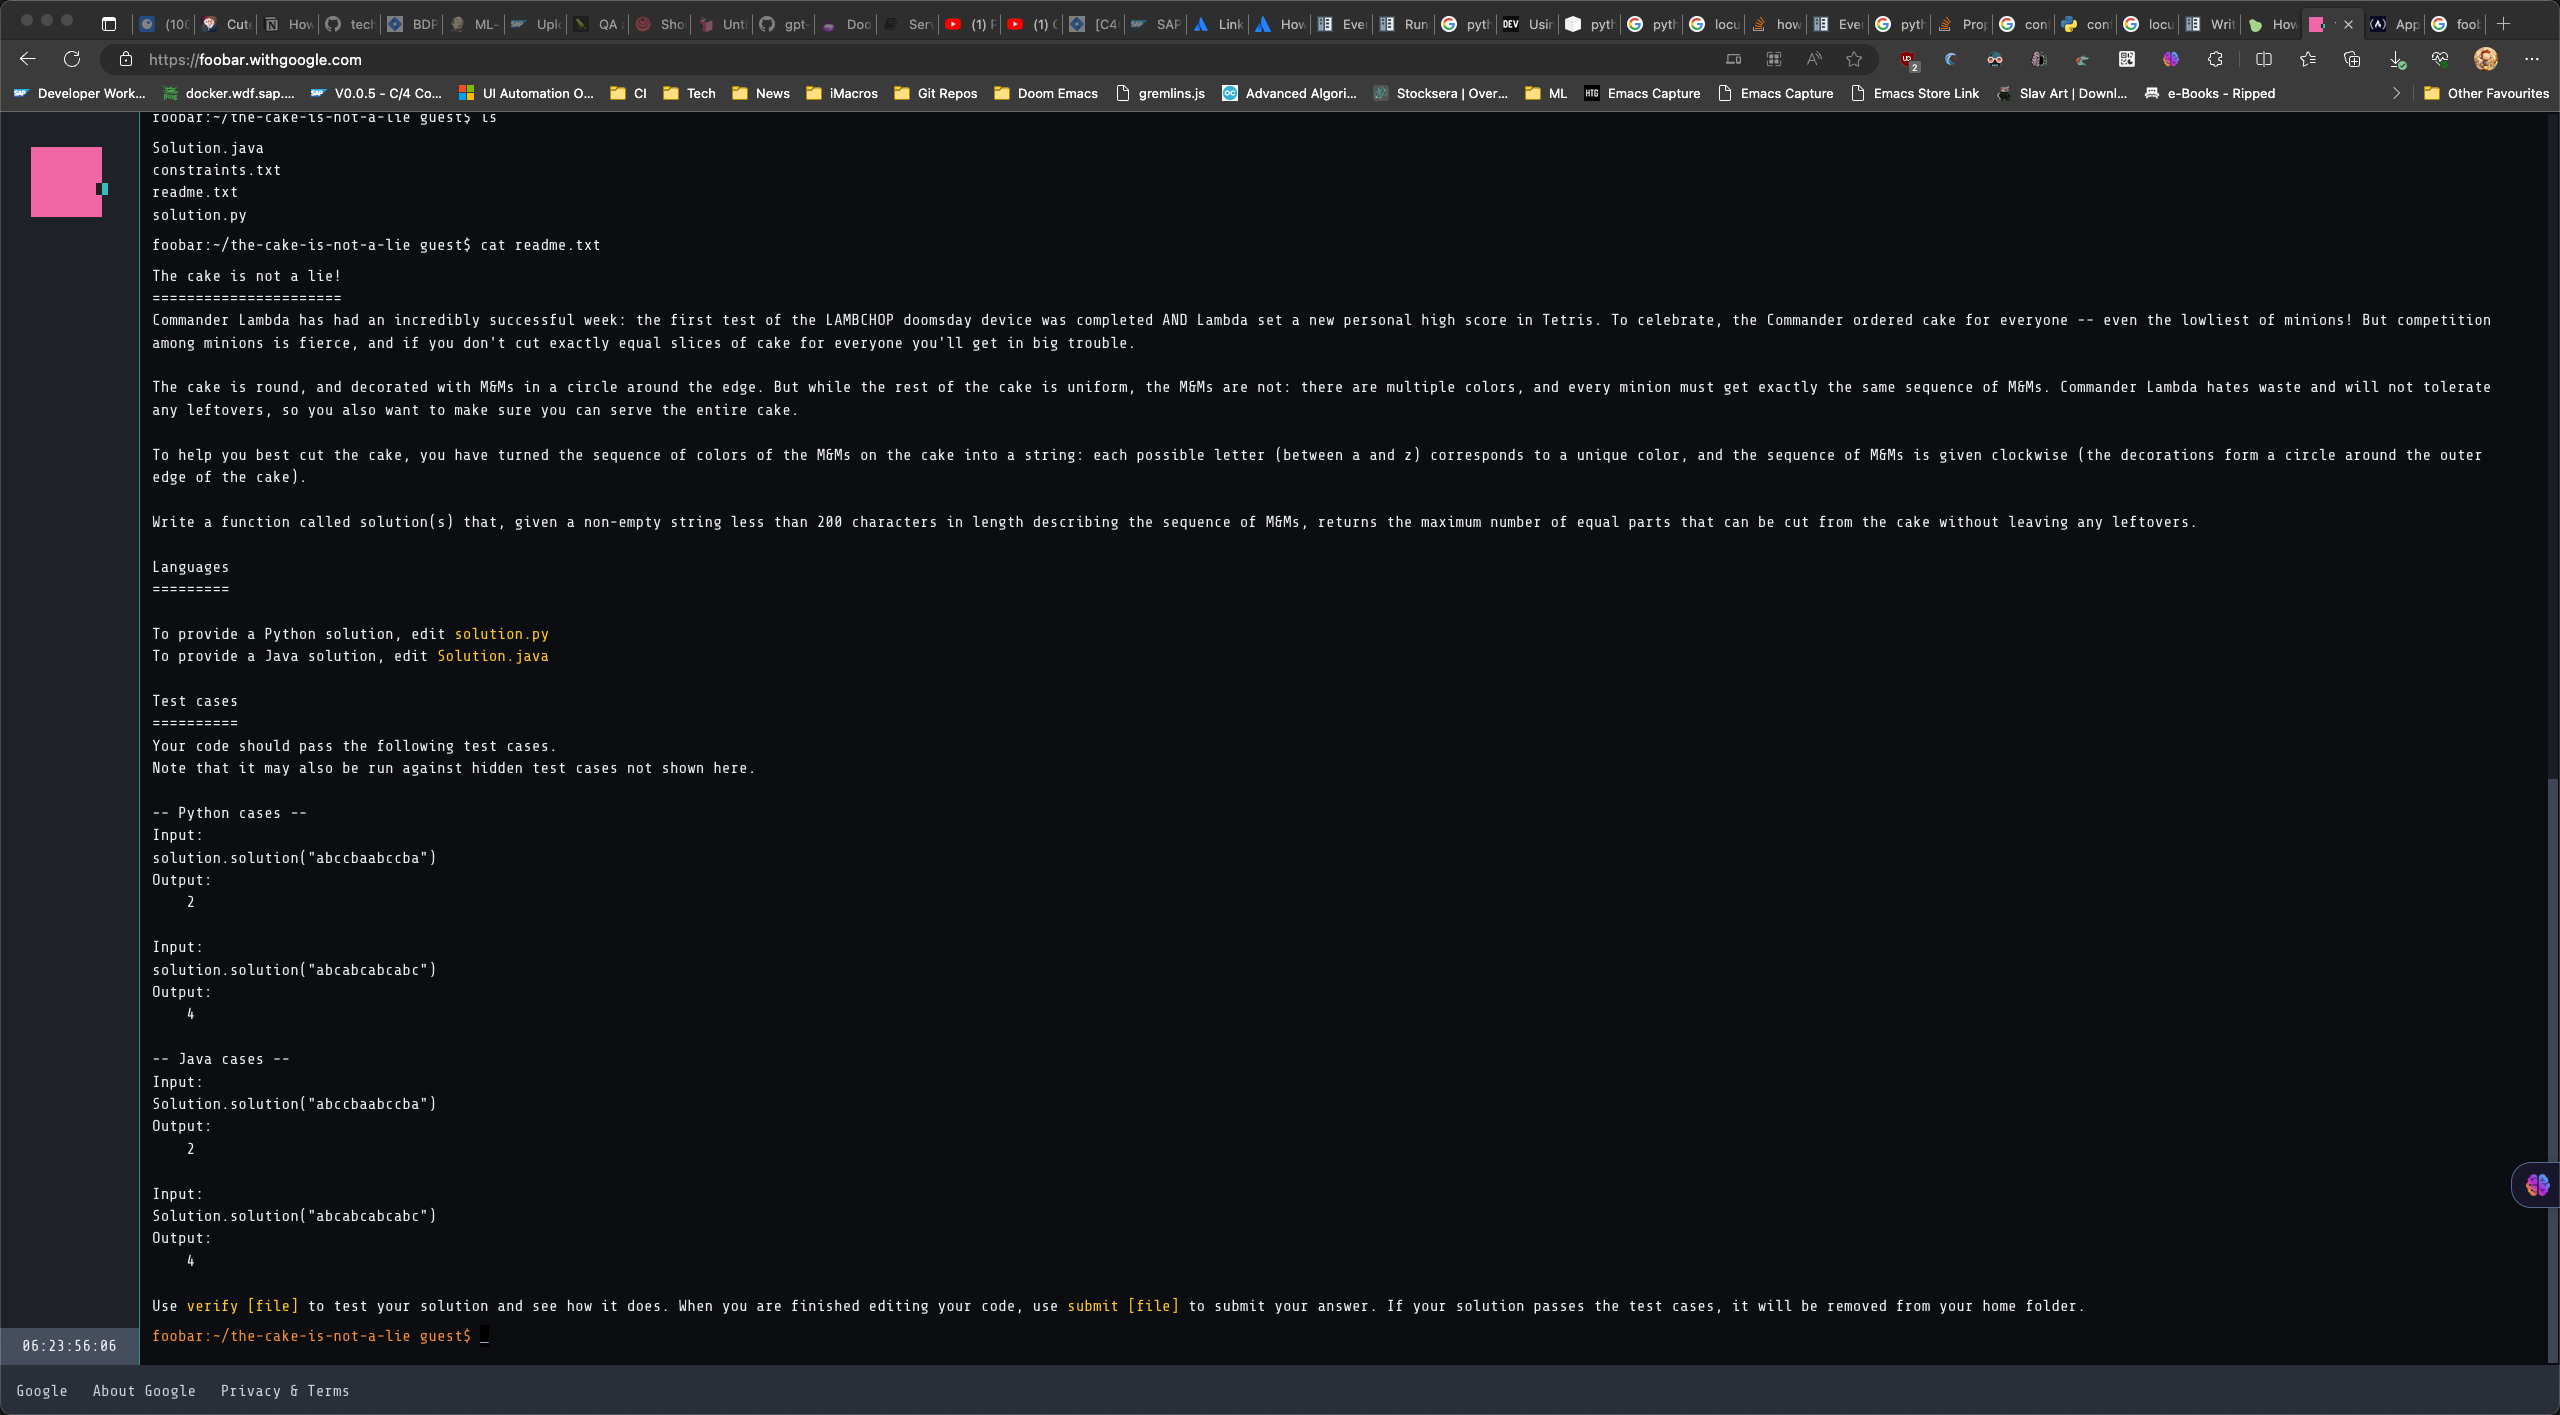 (100
Cute
How
tech
BDP
ML-
Uplo
QA
Sho
Unti
gpt-
Doo
Serv
(1) F
(1) (
[C4
SAP
Link
How
Ever
Run
pyth
Usin
pyth
pyth
locu
how
Ever
pyth
Prop
con
con
locu
Writ
How
App
foob
https://foobar.withgoogle.com
2
Developer Work...
docker.wdf.sap....
V0.0.5 - C/4 Co...
UI Automation O...
CI
Tech
News
iMacros
Git Repos
Doom Emacs
gremlins.js
Advanced Algori...
Stocksera | Over...
ML
Emacs Capture
Emacs Capture
Emacs Store Link
Slav Art | Downl...
e-Books - Ripped
Other Favourites
foobar:~/the-cake-is-not-a-lie guest$ ls
Solution.java
constraints.txt
readme.txt
solution.py
foobar:~/the-cake-is-not-a-lie guest$ cat readme.txt
The cake is not a lie!
======================
Commander Lambda has had an incredibly successful week: the first test of the LAMBCHOP doomsday device was completed AND Lambda set a new personal high score in Tetris. To celebrate, the Commander ordered cake for everyone -- even the lowliest of minions! But competition
among minions is fierce, and if you don't cut exactly equal slices of cake for everyone you'll get in big trouble.
The cake is round, and decorated with M&Ms in a circle around the edge. But while the rest of the cake is uniform, the M&Ms are not: there are multiple colors, and every minion must get exactly the same sequence of M&Ms. Commander Lambda hates waste and will not tolerate
any leftovers, so you also want to make sure you can serve the entire cake.
To help you best cut the cake, you have turned the sequence of colors of the M&Ms on the cake into a string: each possible letter (between a and z) corresponds to a unique color, and the sequence of M&Ms is given clockwise (the decorations form a circle around the outer
edge of the cake).
Write a function called solution(s) that, given a non-empty string less than 200 characters in length describing the sequence of M&Ms, returns the maximum number of equal parts that can be cut from the cake without leaving any leftovers.
Languages
=========
To provide a Python solution, edit solution.py
To provide a Java solution, edit Solution.java
Test cases
==========
Your code should pass the following test cases.
Note that it may also be run against hidden test cases not shown here.
-- Python cases --
Input:
solution.solution("abccbaabccba")
Output:
2
Input:
solution.solution("abcabcabcabc")
Output:
4
-- Java cases --
Input:
Solution.solution("abccbaabccba")
Output:
2
Input:
Solution.solution("abcabcabcabc")
Output:
4
Use verify [file] to test your solution and see how it does. When you are finished editing your code, use submit [file] to submit your answer. If your solution passes the test cases, it will be removed from your home folder.
foobar:~/the-cake-is-not-a-lie guest$ _
06:23:56:06
Google
About Google
Privacy & Terms